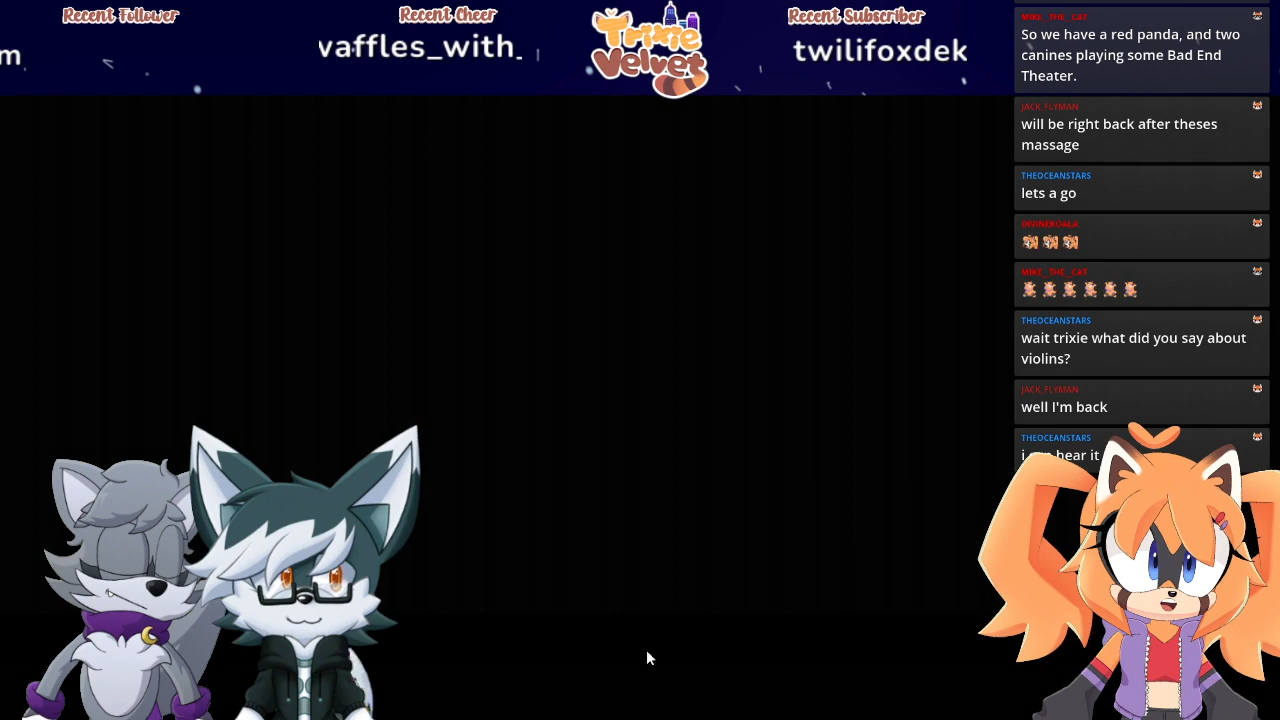 Recent Follower
Recent Cheer
Trixie
Velvet
Recent Subscriber
m
vaffles_with_
twilifoxdek
MIKE_THE_CAT
So we have a red panda, and two
canines playing some Bad End
Theater.
JACK_FLYMAN
will be right back after theses
massage
THEOCEANSTARS
lets a go
MIKE_THE_CAT
THEOCEANSTARS
wait trixie what did you say about
violins?
JACK_FLYMAN
well I'm back
THEOCEANSTARS
hear it